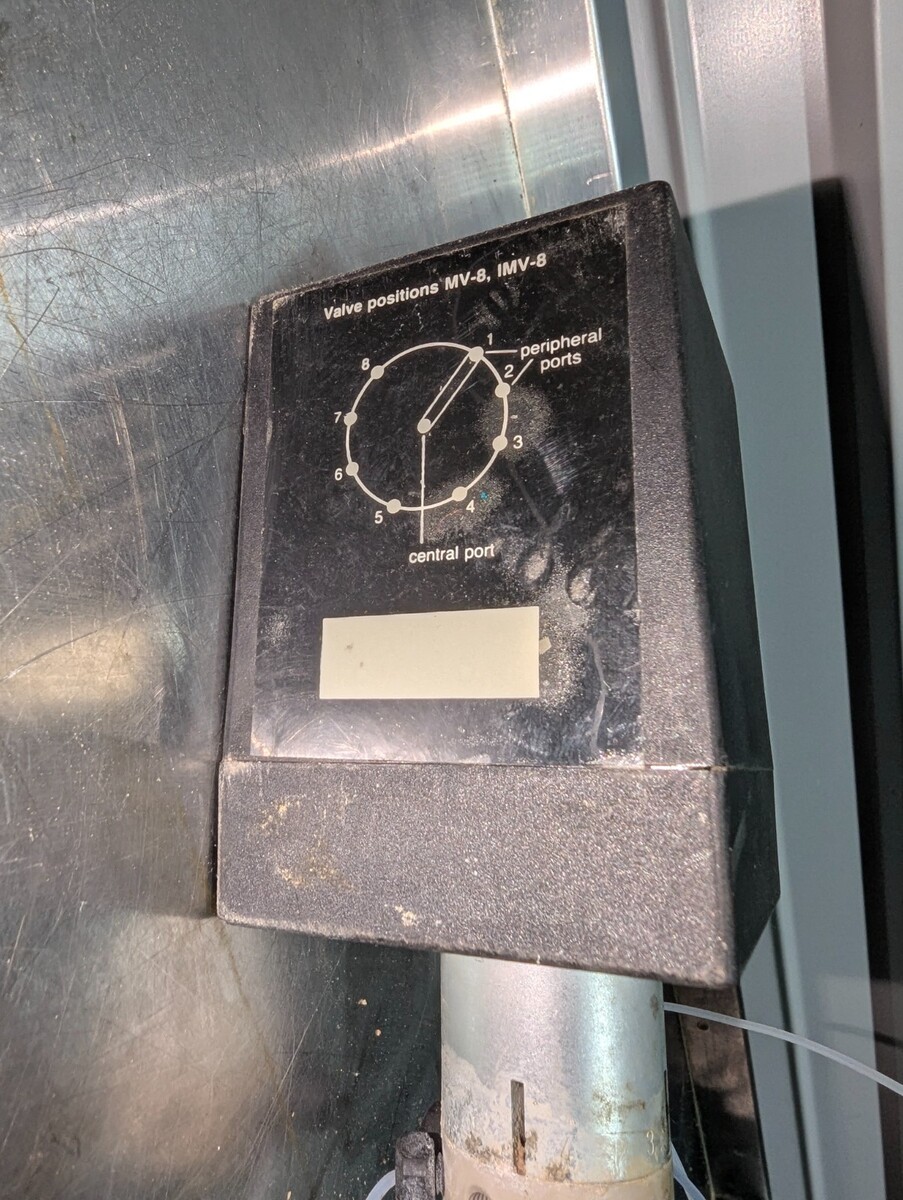 Valve positions MV-8, IMV-8
1
peripheral
ports
2
8
7
3
6
4
5
central port